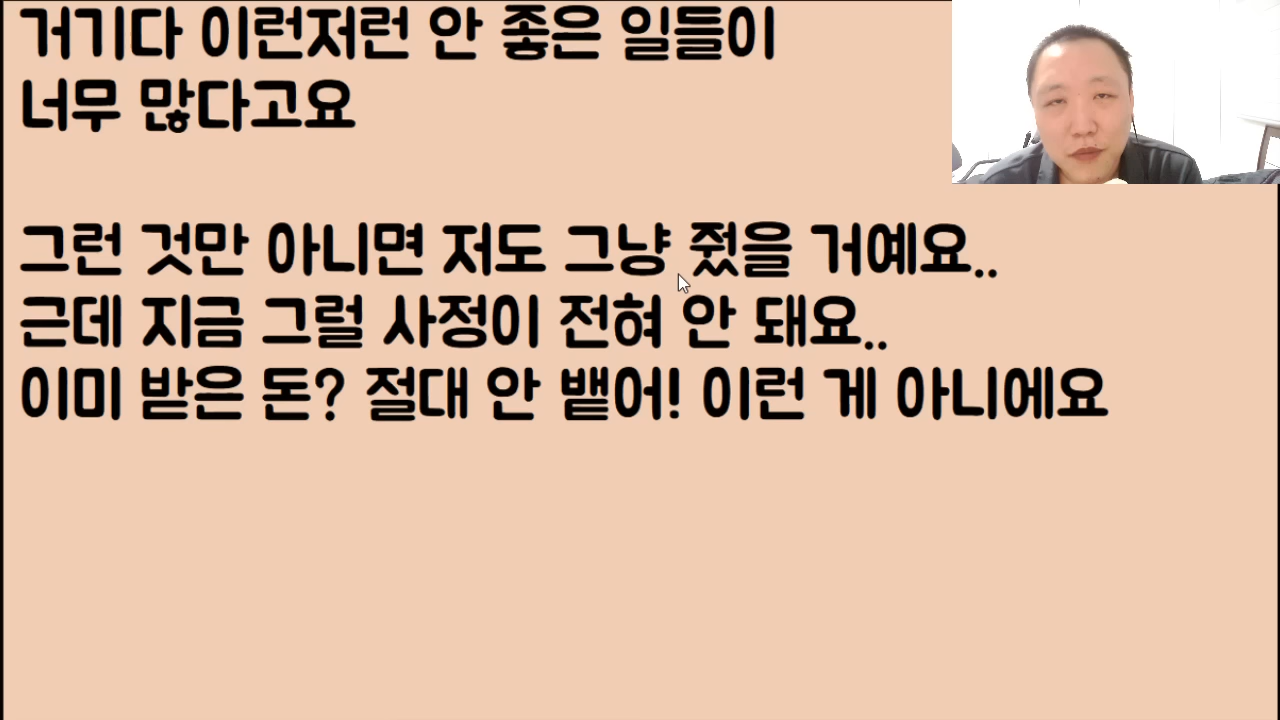 거기다 이런저런 안 좋은 일들이
너무 많다고요
그런 것만 아니면 저도 그냥 줬을 거예요..
근데 지금 그럴 사정이 전혀 안 돼요..
이미 받은 돈? 절대 안 뱉어! 이런 게 아니에요